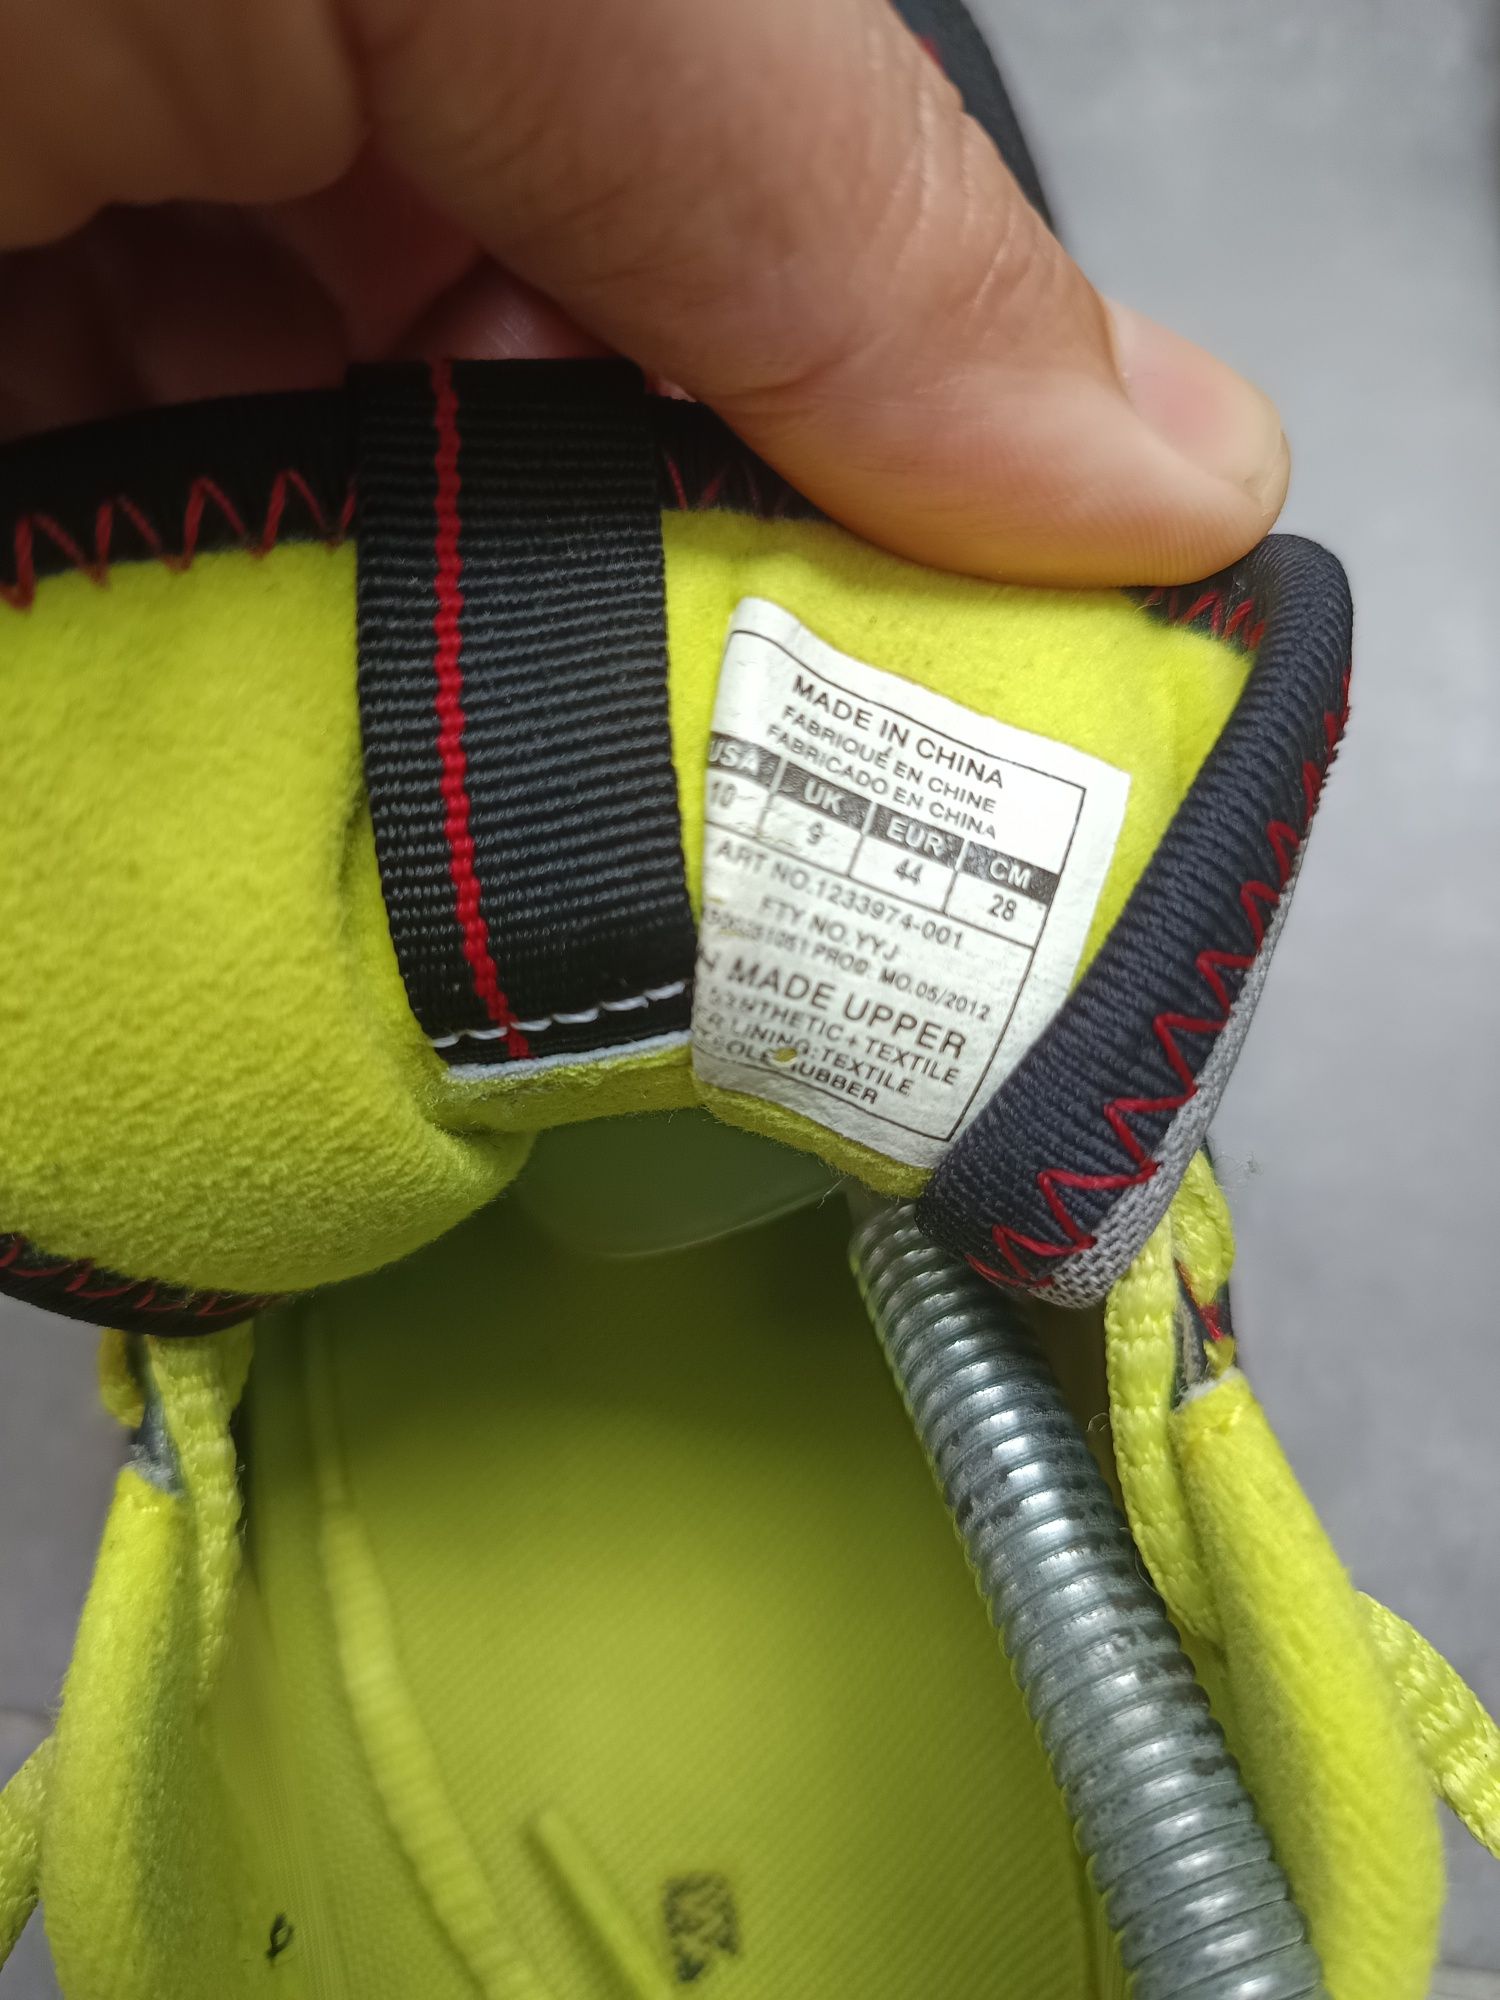 MADE IN CHINA
FABRIQUÉ EN CHINE
FABRICADO EN CHINA
USA UK EUR CM
10 9 44 28
ART NO.1233974-001
FTY NO.YYJ
PROD. MO.05/2012
MADE UPPER
SYNTHETIC+TEXTILE
LINING:TEXTILE
SOLE:RUBBER